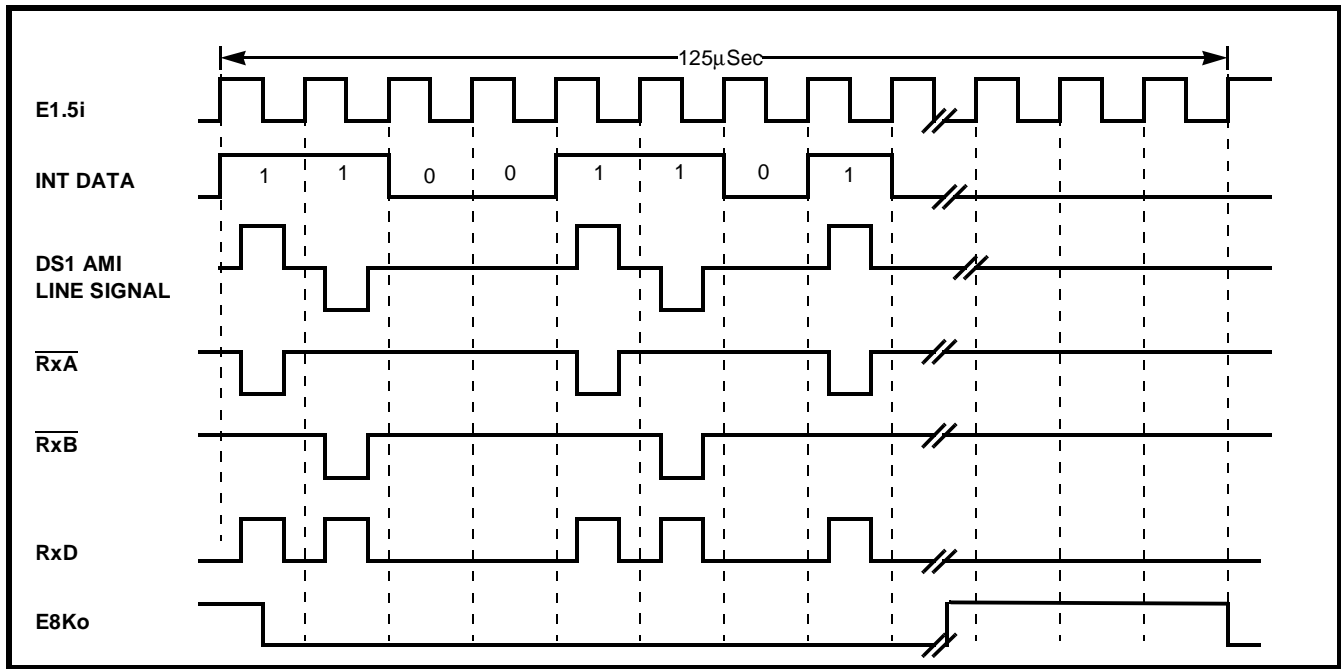 125μSec
E1.5i
INT DATA
1 1 0 0 1 1 0 1
DS1 AMI
LINE SIGNAL
RxA
RxB
RxD
E8Ko